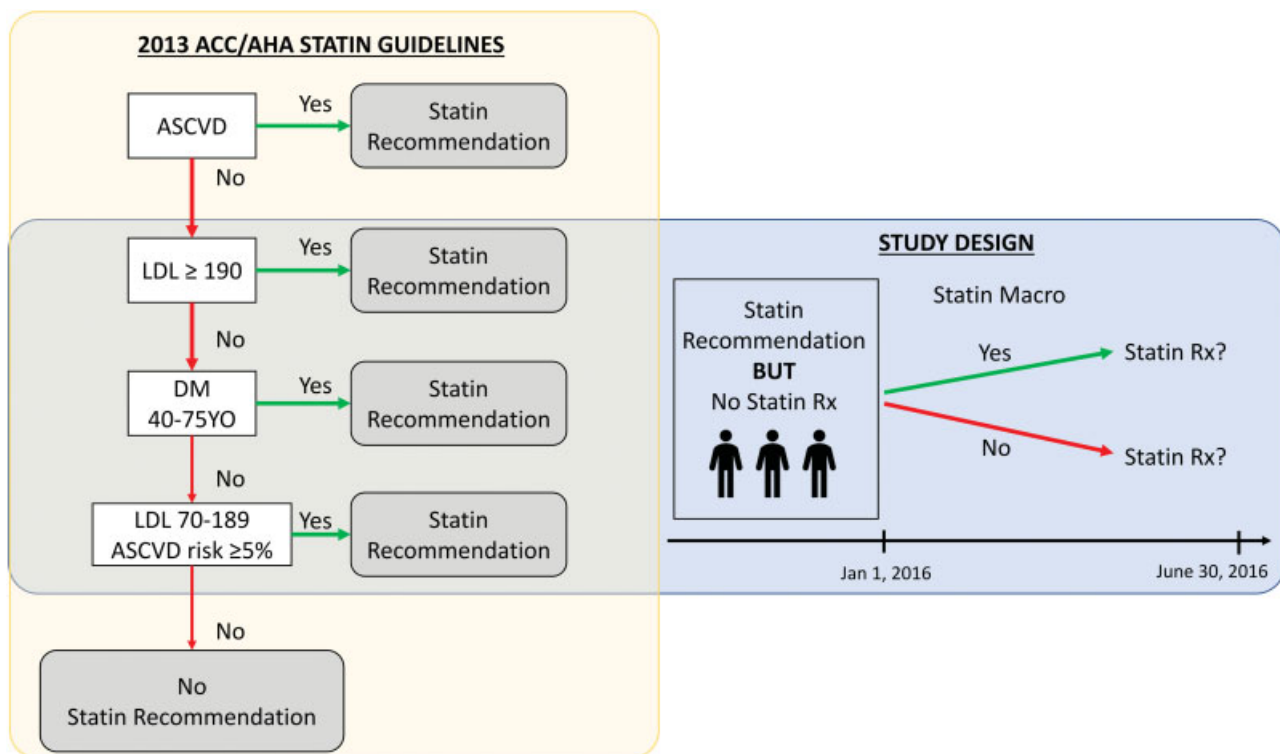 2013 ACC/AHA STATIN GUIDELINES
ASCVD
Yes
Statin
Recommendation
No
LDL ≥ 190
Yes
Statin
Recommendation
No
DM
40-75YO
Yes
Statin
Recommendation
No
LDL 70-189
ASCVD risk ≥5%
Yes
Statin
Recommendation
No
No
Statin Recommendation
STUDY DESIGN
Statin
Recommendation
BUT
No Statin Rx
Statin Macro
Yes
Statin Rx?
No
Statin Rx?
Jan 1, 2016
June 30, 2016